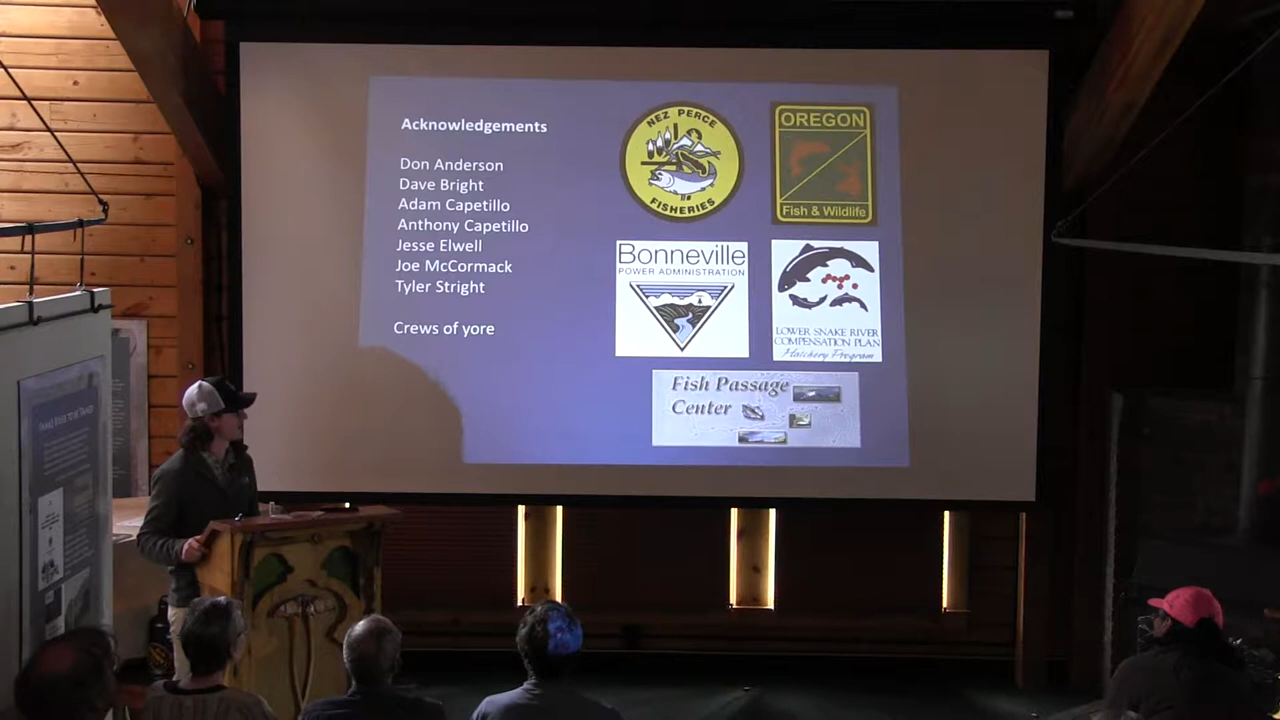 Acknowledgements
Don Anderson
Dave Bright
Adam Capetillo
Anthony Capetillo
Jesse Elwell
Joe McCormack
Tyler Stright
Crews of yore
NEZ PERCE
FISHERIES
OREGON
Fish & Wildlife
Bonneville
POWER ADMINISTRATION
LOWER SNAKE RIVER
COMPENSATION PLAN
Hatchery Program
Fish Passage
Center